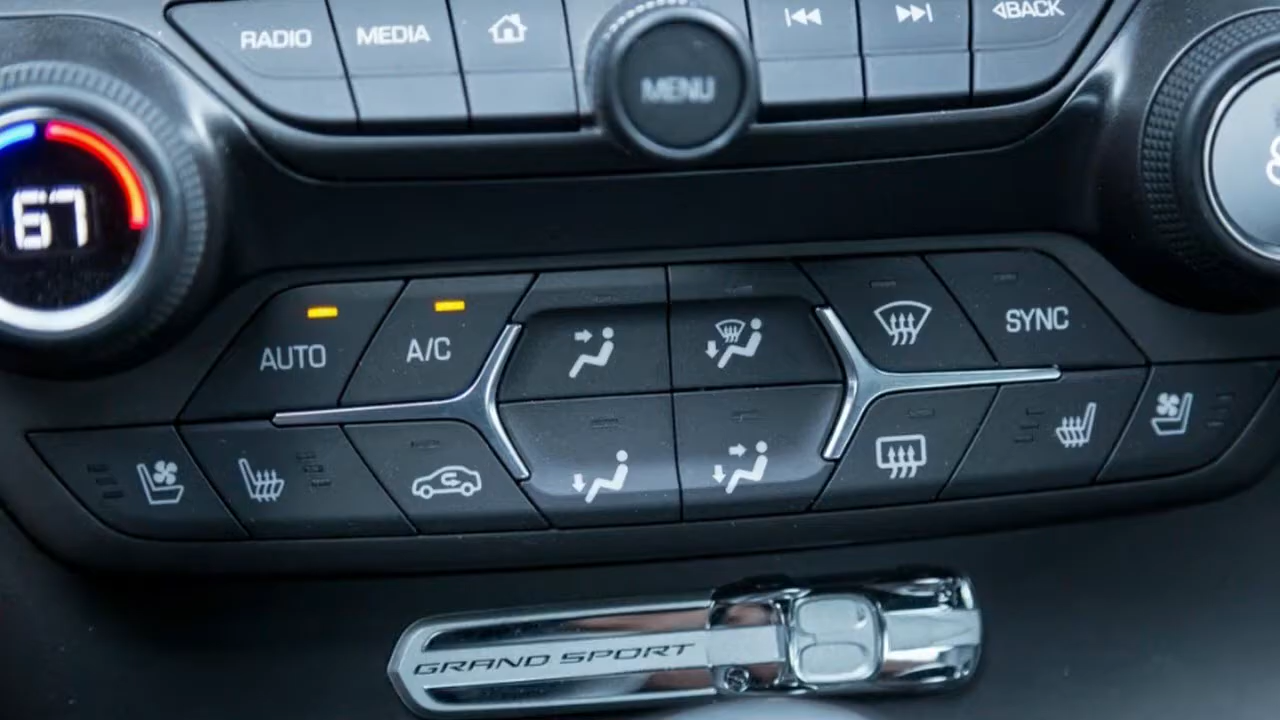 RADIO
MEDIA
MENU
BACK
67
AUTO
A/C
SYNC
GRAND SPORT